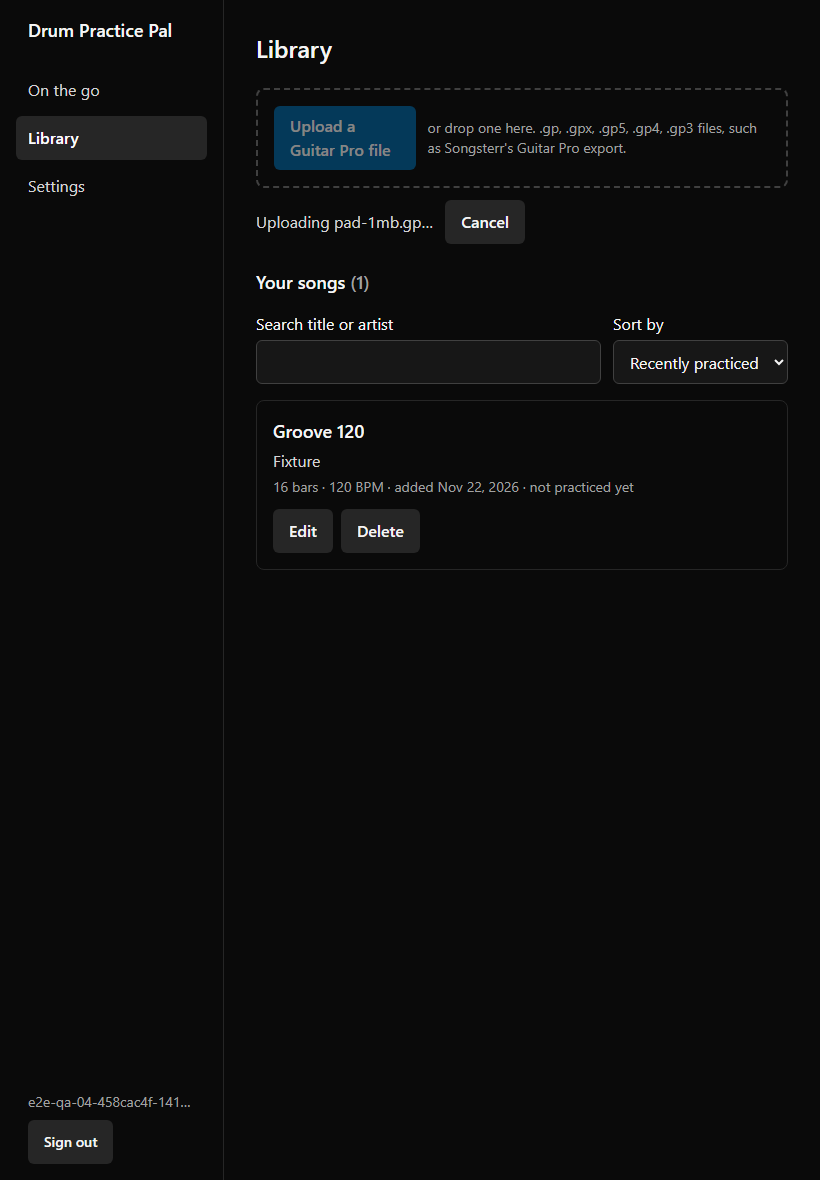 Drum Practice Pal
On the go
Library
Settings
e2e-qa-04-458cac4f-141...
Sign out
Library
Upload a
Guitar Pro file
or drop one here. .gp, .gpx, .gp5, .gp4, .gp3 files, such
as Songsterr's Guitar Pro export.
Uploading pad-1mb.gp...
Cancel
Your songs (1)
Search title or artist
Sort by
Recently practiced
Groove 120
Fixture
16 bars · 120 BPM · added Nov 22, 2026 · not practiced yet
Edit
Delete